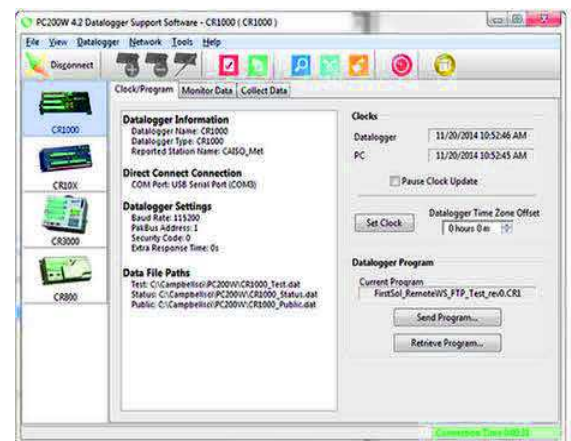 PC200W 4.2 Datalogger Support Software - CR1000 ( CR1000 )
File View Datalogger Network Tools Help
Disconnect
Clock/Program Monitor Data Collect Data
CR1000
CR10X
CR3000
CR800
Datalogger Information
Datalogger Name: CR1000
Datalogger Type: CR1000
Reported Station Name: CAISO_Met
Direct Connect Connection
COM Port: USB Serial Port (COM3)
Datalogger Settings
Baud Rate: 115200
PakBus Address: 1
Security Code: 0
Extra Response Time: 0s
Data File Paths
Test: C:\Campbellsci\PC200W\CR1000_Test.dat
Status: C:\Campbellsci\PC200W\CR1000_Status.dat
Public: C:\Campbellsci\PC200W\CR1000_Public.dat
Clocks
Datalogger 11/20/2014 10:52:46 AM
PC 11/20/2014 10:52:45 AM
Pause Clock Update
Set Clock
Datalogger Time Zone Offset
0 hours 0 m
Datalogger Program
Current Program
FirstSol_RemoteWS_FTP_Test_rev0.CR1
Send Program...
Retrieve Program...
Connection Time